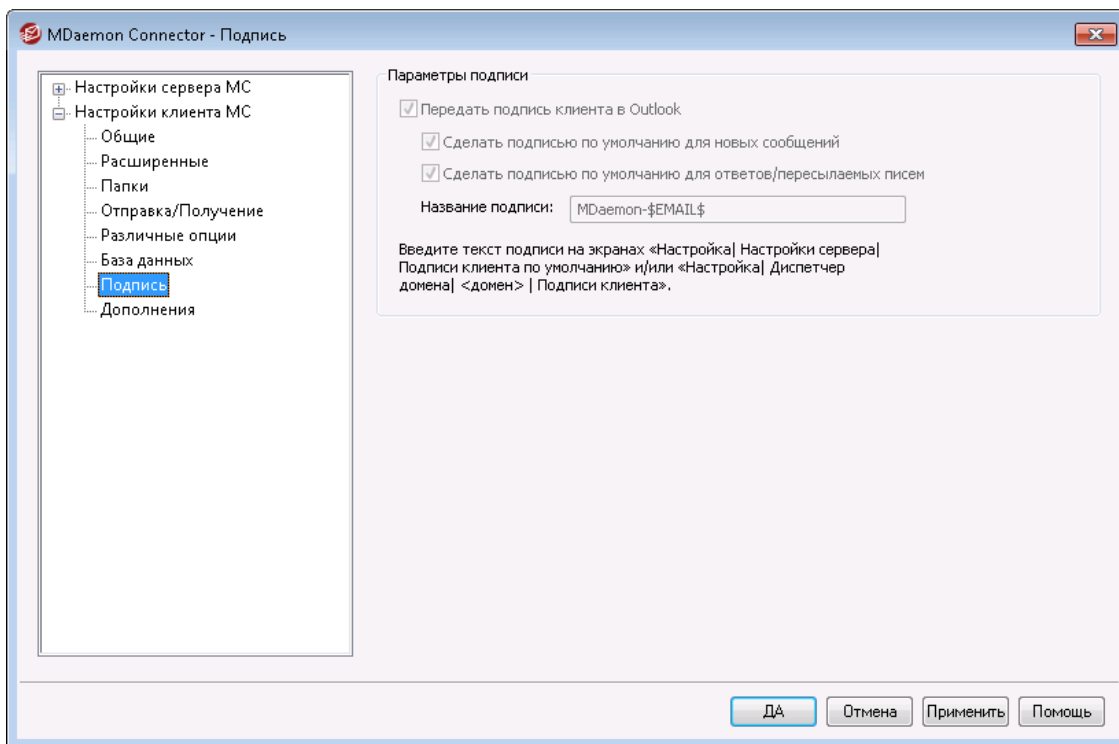 MDaemon Connector - Подпись
Настройки сервера МС
Настройки клиента МС
Общие
Расширенные
Папки
Отправка/Получение
Различные опции
База данных
Подпись
Дополнения
Параметры подписи
Передать подпись клиента в Outlook
Сделать подписью по умолчанию для новых сообщений
Сделать подписью по умолчанию для ответов/пересылаемых писем
Название подписи: MDaemon-$EMAIL$
Введите текст подписи на экранах «Настройка| Настройки сервера|
Подписи клиента по умолчанию» и/или «Настройка| Диспетчер
домена| <домен> | Подписи клиента».
ДА
Отмена
Применить
Помощь